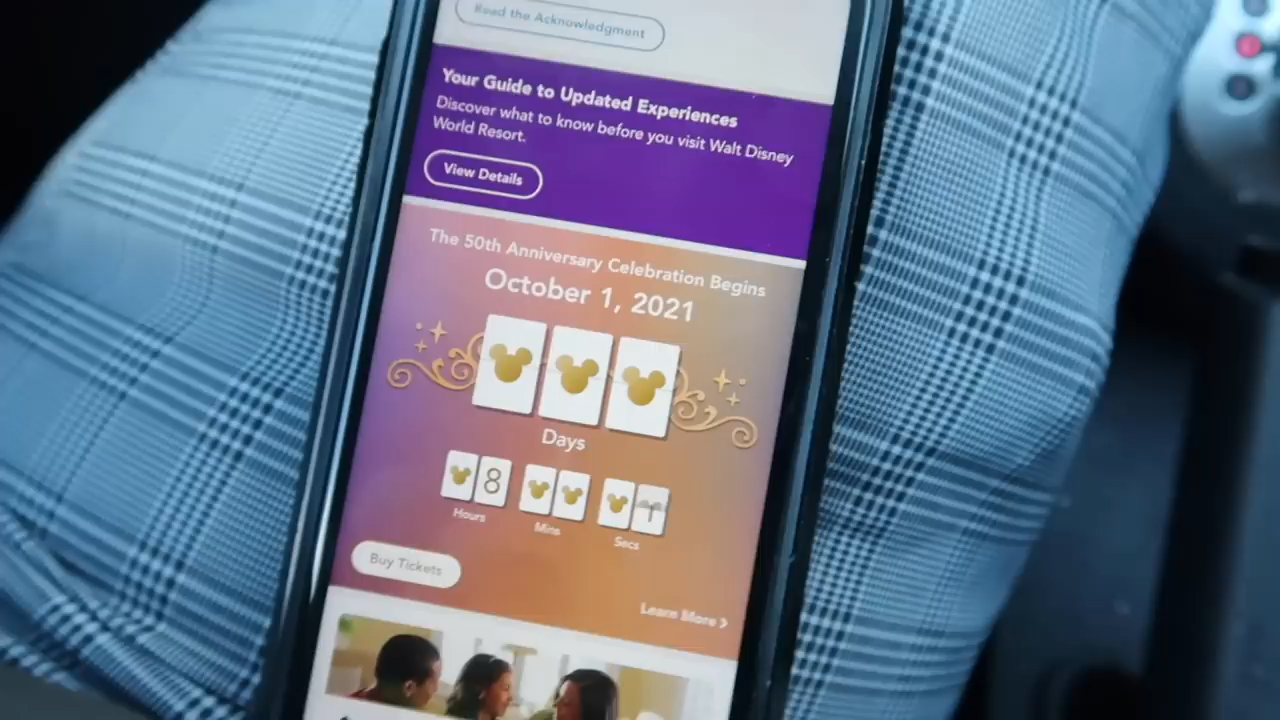 Read the Acknowledgment
Your Guide to Updated Experiences
Discover what to know before you visit Walt Disney
World Resort.
View Details
The 50th Anniversary Celebration Begins
October 1, 2021
Days
8
Hours
Mins
Secs
Buy Tickets
Learn More >